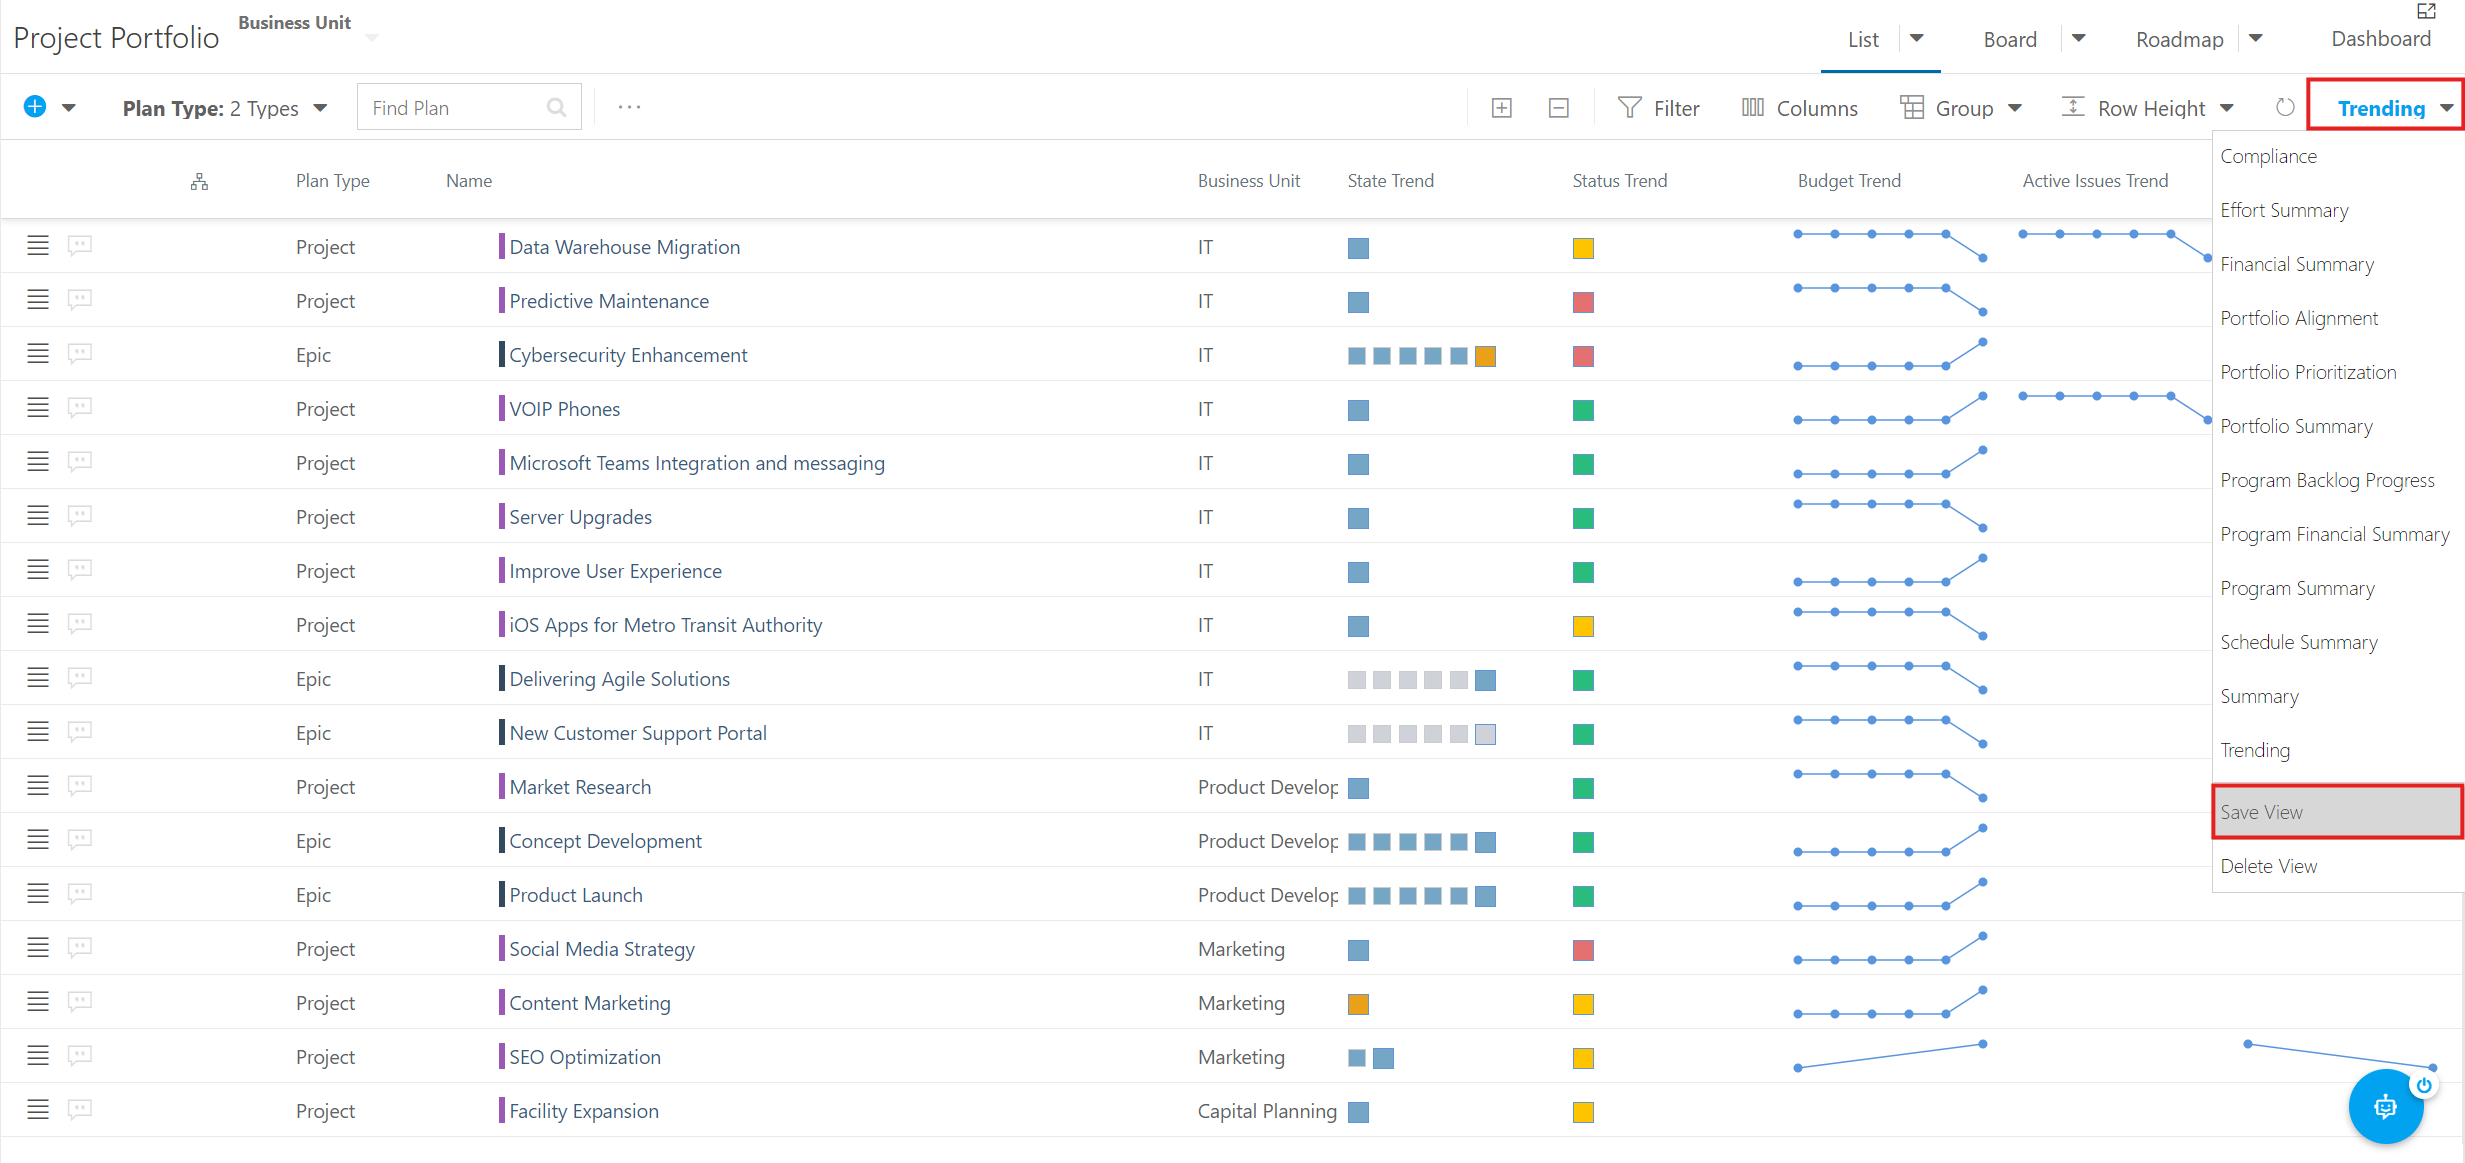 Project Portfolio
Business Unit
List
Board
Roadmap
Dashboard
Plan Type: 2 Types
Find Plan
Filter
Columns
Group
Row Height
Trending
Plan Type
Name
Business Unit
State Trend
Status Trend
Budget Trend
Active Issues Trend
Project Data Warehouse Migration IT
Project Predictive Maintenance IT
Epic Cybersecurity Enhancement IT
Project VOIP Phones IT
Project Microsoft Teams Integration and messaging IT
Project Server Upgrades IT
Project Improve User Experience IT
Project iOS Apps for Metro Transit Authority IT
Epic Delivering Agile Solutions IT
Epic New Customer Support Portal IT
Project Market Research Product Develop
Epic Concept Development Product Develop
Epic Product Launch Product Develop
Project Social Media Strategy Marketing
Project Content Marketing Marketing
Project SEO Optimization Marketing
Project Facility Expansion Capital Planning
Compliance
Effort Summary
Financial Summary
Portfolio Alignment
Portfolio Prioritization
Portfolio Summary
Program Backlog Progress
Program Financial Summary
Program Summary
Schedule Summary
Summary
Trending
Save View
Delete View